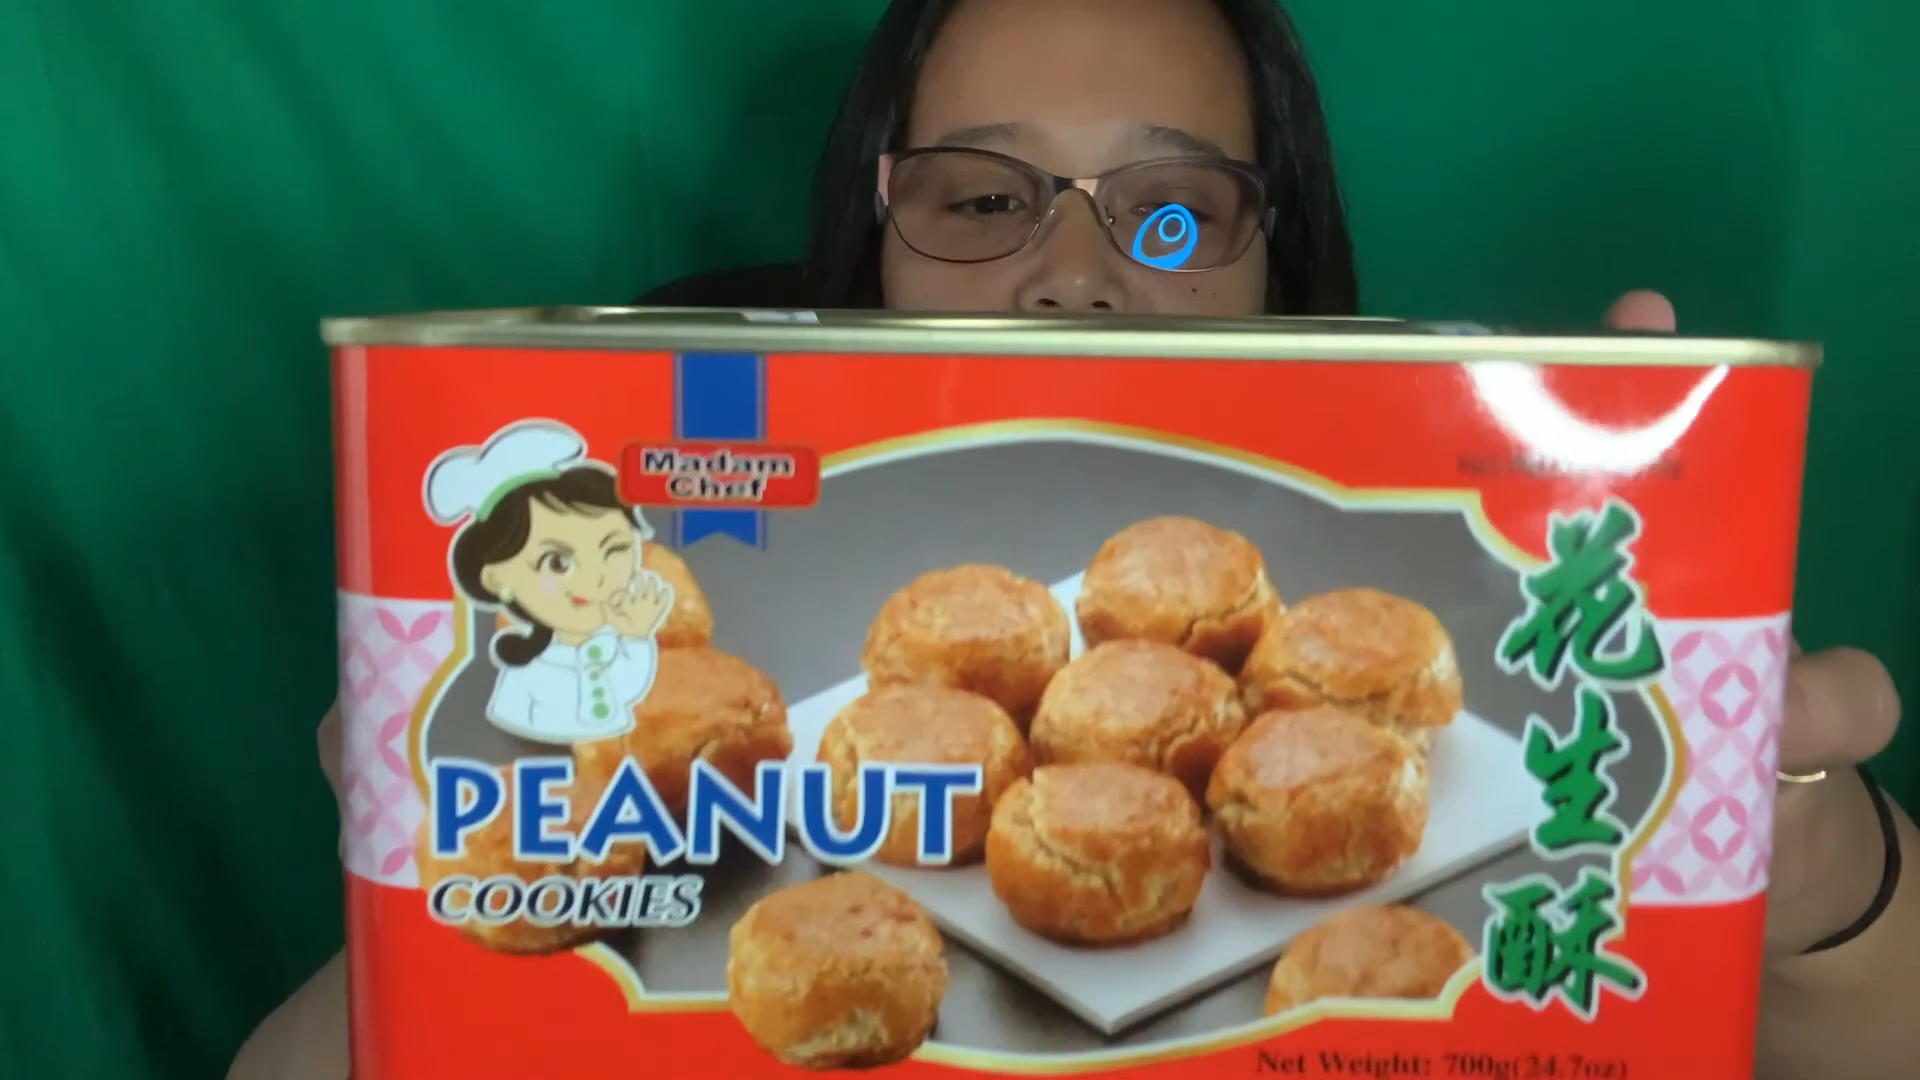 Madam
Chef
花生酥
PEANUT
COOKIES
Net Weight: 700g(24.7oz)